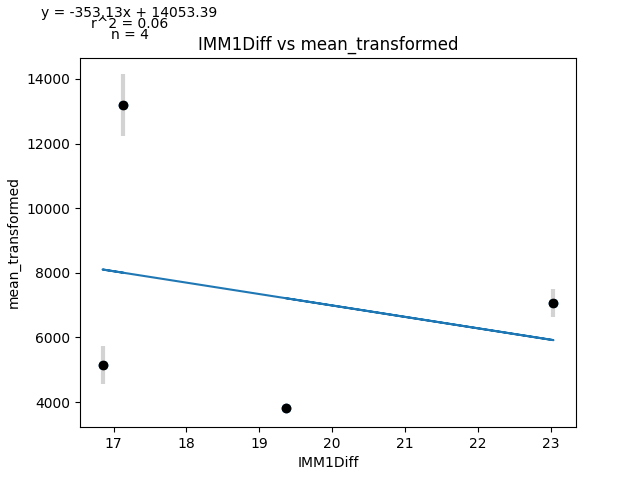 y = -353.13x + 14053.39
r^2 = 0.06
n = 4
IMM1Diff vs mean_transformed
mean_transformed
14000
12000
10000
8000
6000
4000
17 18 19 20 21 22 23
IMM1Diff